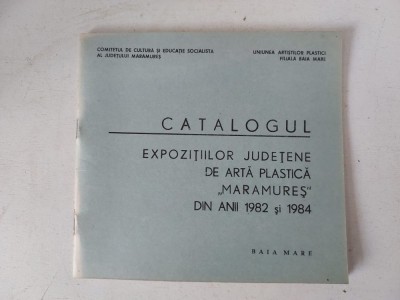 COMITETUL DE CULTURĂ ȘI EDUCAȚIE SOCIALISTĂ
AL JUDEȚULUI MARAMUREȘ
UNIUNEA ARTIȘTILOR PLASTICI
FILIALA BAIA MARE
CATALOGUL
EXPOZIȚIILOR JUDEȚENE
DE ARTĂ PLASTICĂ
„MARAMUREȘ“
DIN ANII 1982 și 1984
BAIA MARE